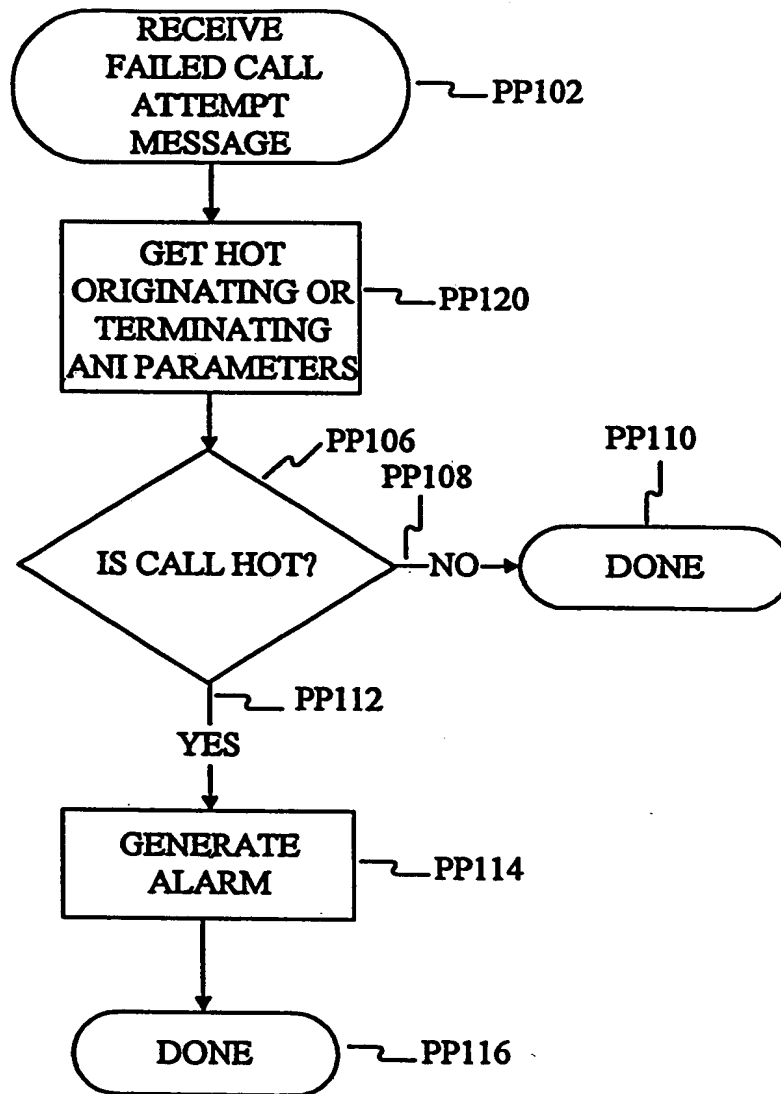 RECEIVE
FAILED CALL
ATTEMPT
MESSAGE
PP102
GET HOT
ORIGINATING OR
TERMINATING
ANI PARAMETERS
PP120
PP106
PP108
PP110
IS CALL HOT?
NO
DONE
PP112
YES
GENERATE
ALARM
PP114
DONE
PP116